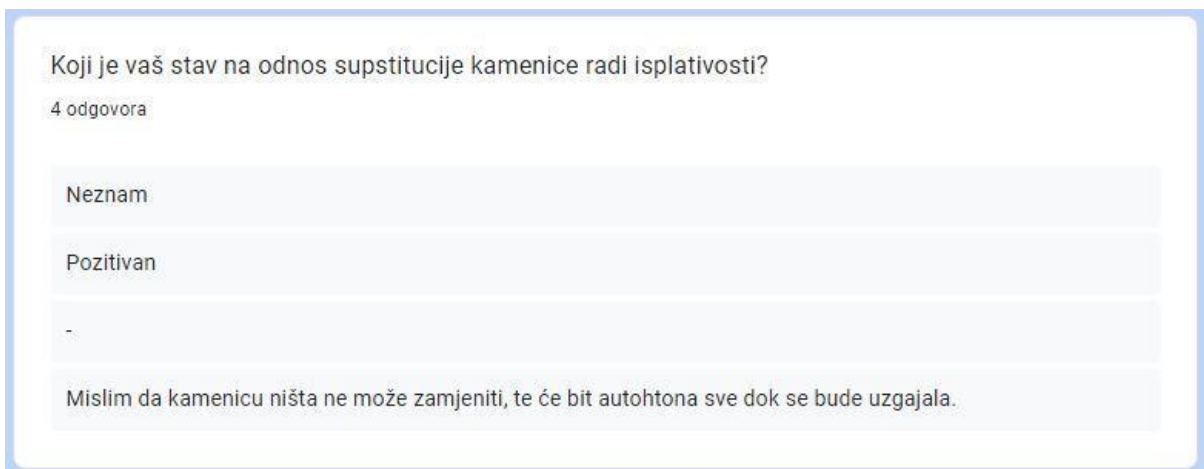 Koji je vaš stav na odnos supstitucije kamenice radi isplativosti?
4 odgovora
Neznam
Pozitivan
-
Mislim da kamenicu ništa ne može zamjeniti, te će bit autohtona sve dok se bude uzgajala.